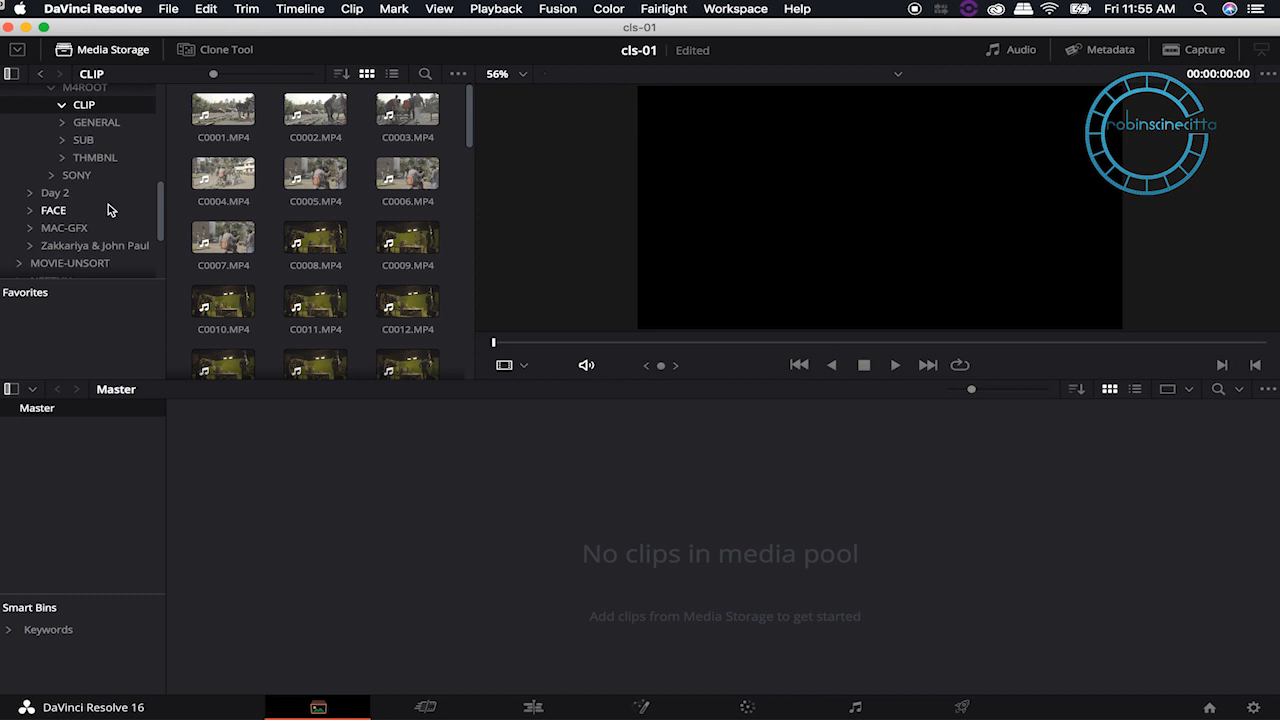 DaVinci Resolve File Edit Trim Timeline Clip Mark View Playback Fusion Color Fairlight Workspace Help Fri 11:55 AM
cls-01
Media Storage Clone Tool cls-01 Edited Audio Metadata Capture
CLIP 56% 00:00:00:00
M4ROOT
CLIP
GENERAL
SUB
THMBNL
SONY
Day 2
FACE
MAC-GFX
Zakkariya & John Paul
MOVIE-UNSORT
C0001.MP4 C0002.MP4 C0003.MP4
C0004.MP4 C0005.MP4 C0006.MP4
C0007.MP4 C0008.MP4 C0009.MP4
C0010.MP4 C0011.MP4 C0012.MP4
robinscinecitta
Favorites
Master
Master
No clips in media pool
Add clips from Media Storage to get started
Smart Bins
Keywords
DaVinci Resolve 16